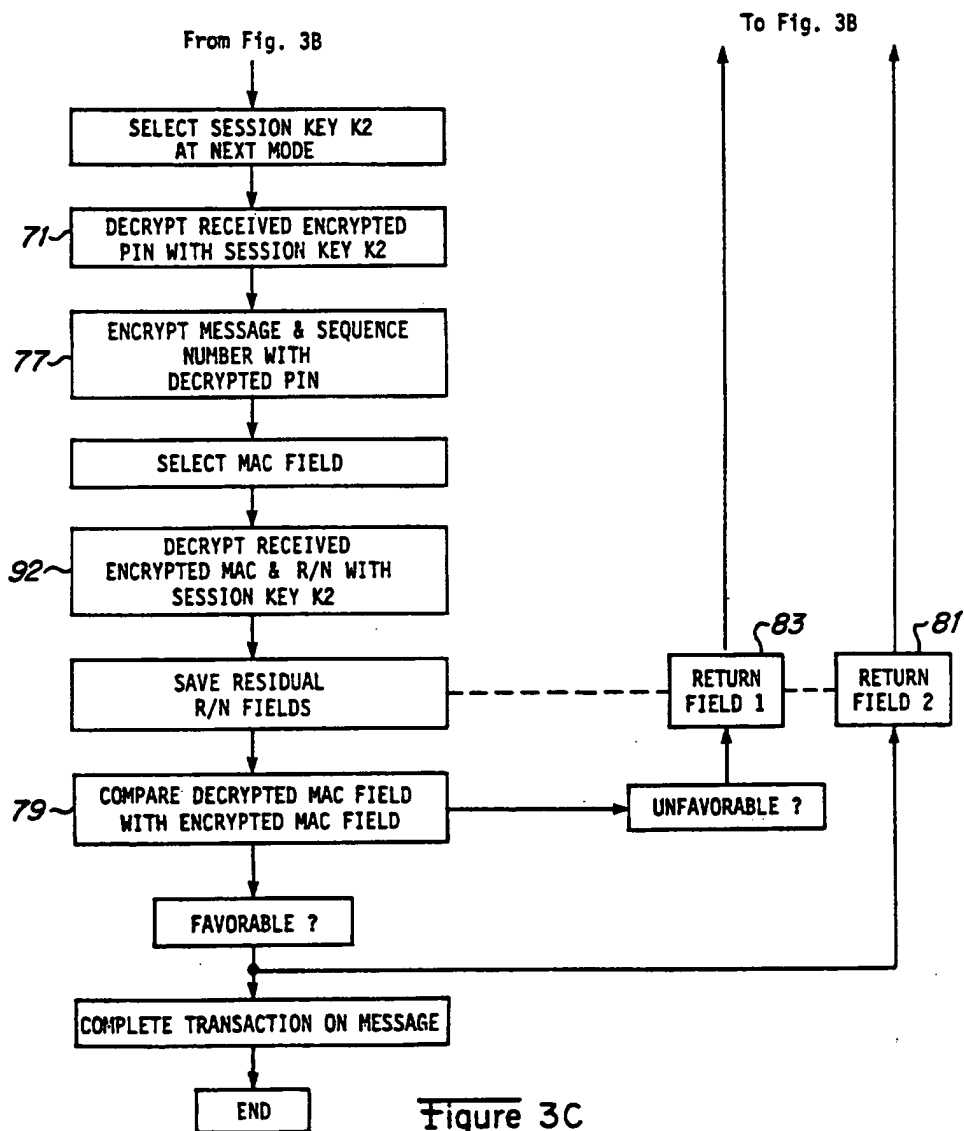 From Fig. 3B
To Fig. 3B
SELECT SESSION KEY K2
AT NEXT MODE
71
DECRYPT RECEIVED ENCRYPTED
PIN WITH SESSION KEY K2
77
ENCRYPT MESSAGE & SEQUENCE
NUMBER WITH
DECRYPTED PIN
SELECT MAC FIELD
92
DECRYPT RECEIVED
ENCRYPTED MAC & R/N WITH
SESSION KEY K2
SAVE RESIDUAL
R/N FIELDS
83
RETURN
FIELD 1
81
RETURN
FIELD 2
79
COMPARE DECRYPTED MAC FIELD
WITH ENCRYPTED MAC FIELD
UNFAVORABLE ?
FAVORABLE ?
COMPLETE TRANSACTION ON MESSAGE
END
Figure 3C